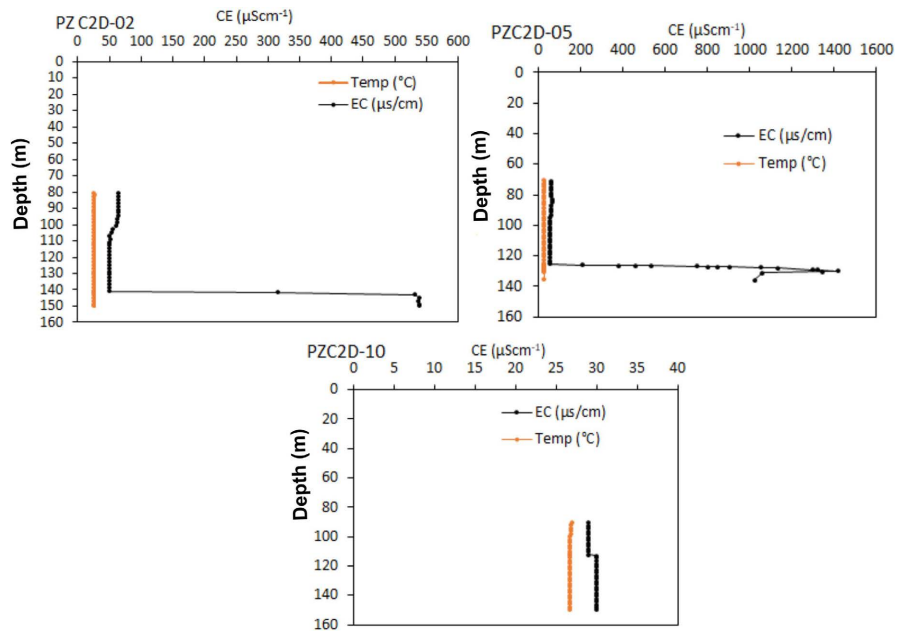 PZ C2D-02
CE (µScm-1)
0 50 100 150 200 250 300 350 400 450 500 550 600
0
10
20
30
40
50
60
70
80
90
100
110
120
130
140
150
160
Depth (m)
Temp (°C)
EC (µs/cm)
PZC2D-05
CE (µScm-1)
0 200 400 600 800 1000 1200 1400 1600
0
20
40
60
80
100
120
140
160
Depth (m)
EC (µs/cm)
Temp (°C)
PZC2D-10
CE (µScm-1)
0 5 10 15 20 25 30 35 40
0
20
40
60
80
100
120
140
160
Depth (m)
EC (µs/cm)
Temp (°C)